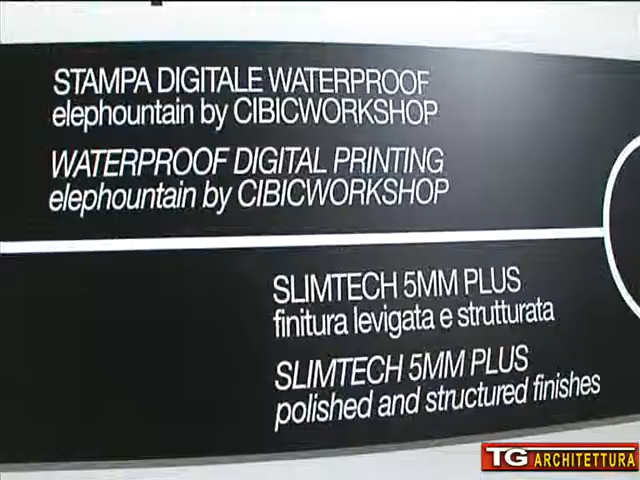 STAMPA DIGITALE WATERPROOF
elephountain by CIBICWORKSHOP
WATERPROOF DIGITAL PRINTING
elephountain by CIBICWORKSHOP
SLIMTECH 5MM PLUS
finitura levigata e strutturata
SLIMTECH 5MM PLUS
polished and structured finishes
TG ARCHITETTURA